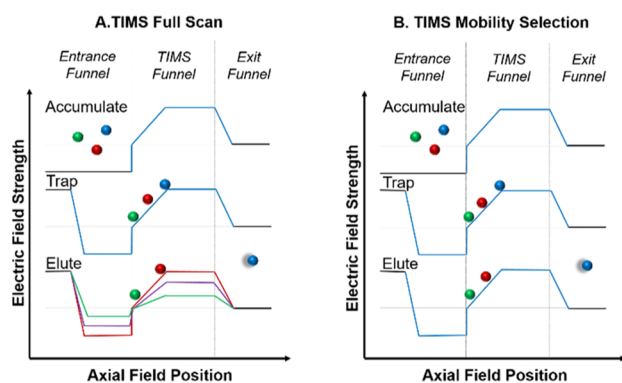 A.TIMS Full Scan
Entrance
Funnel
TIMS
Funnel
Exit
Funnel
Accumulate
Trap
Elute
Electric Field Strength
Axial Field Position
B. TIMS Mobility Selection
Entrance
Funnel
TIMS
Funnel
Exit
Funnel
Accumulate
Trap
Elute
Electric Field Strength
Axial Field Position